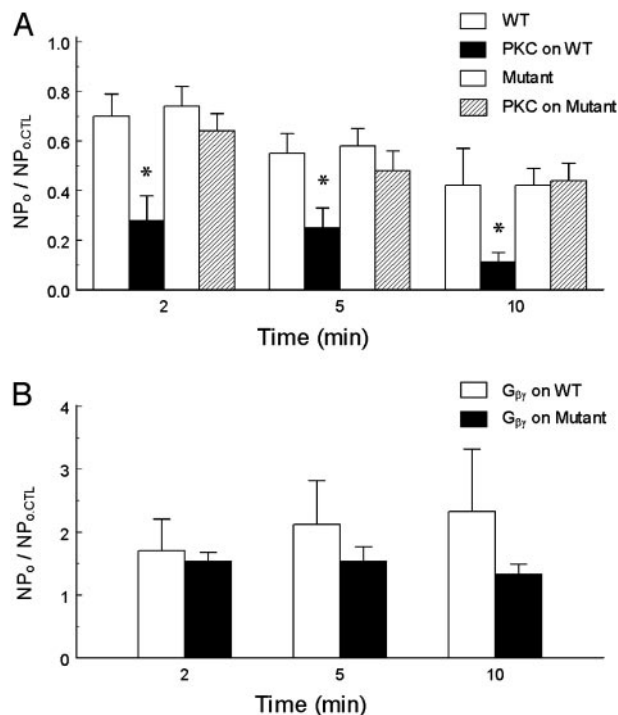 A
WT
PKC on WT
Mutant
PKC on Mutant
NPo / NPo.CTL
1.0
0.8
0.6
0.4
0.2
0.0
*
*
*
2 5 10
Time (min)
B
Gβγ on WT
Gβγ on Mutant
NPo / NPo.CTL
4
3
2
1
0
2 5 10
Time (min)